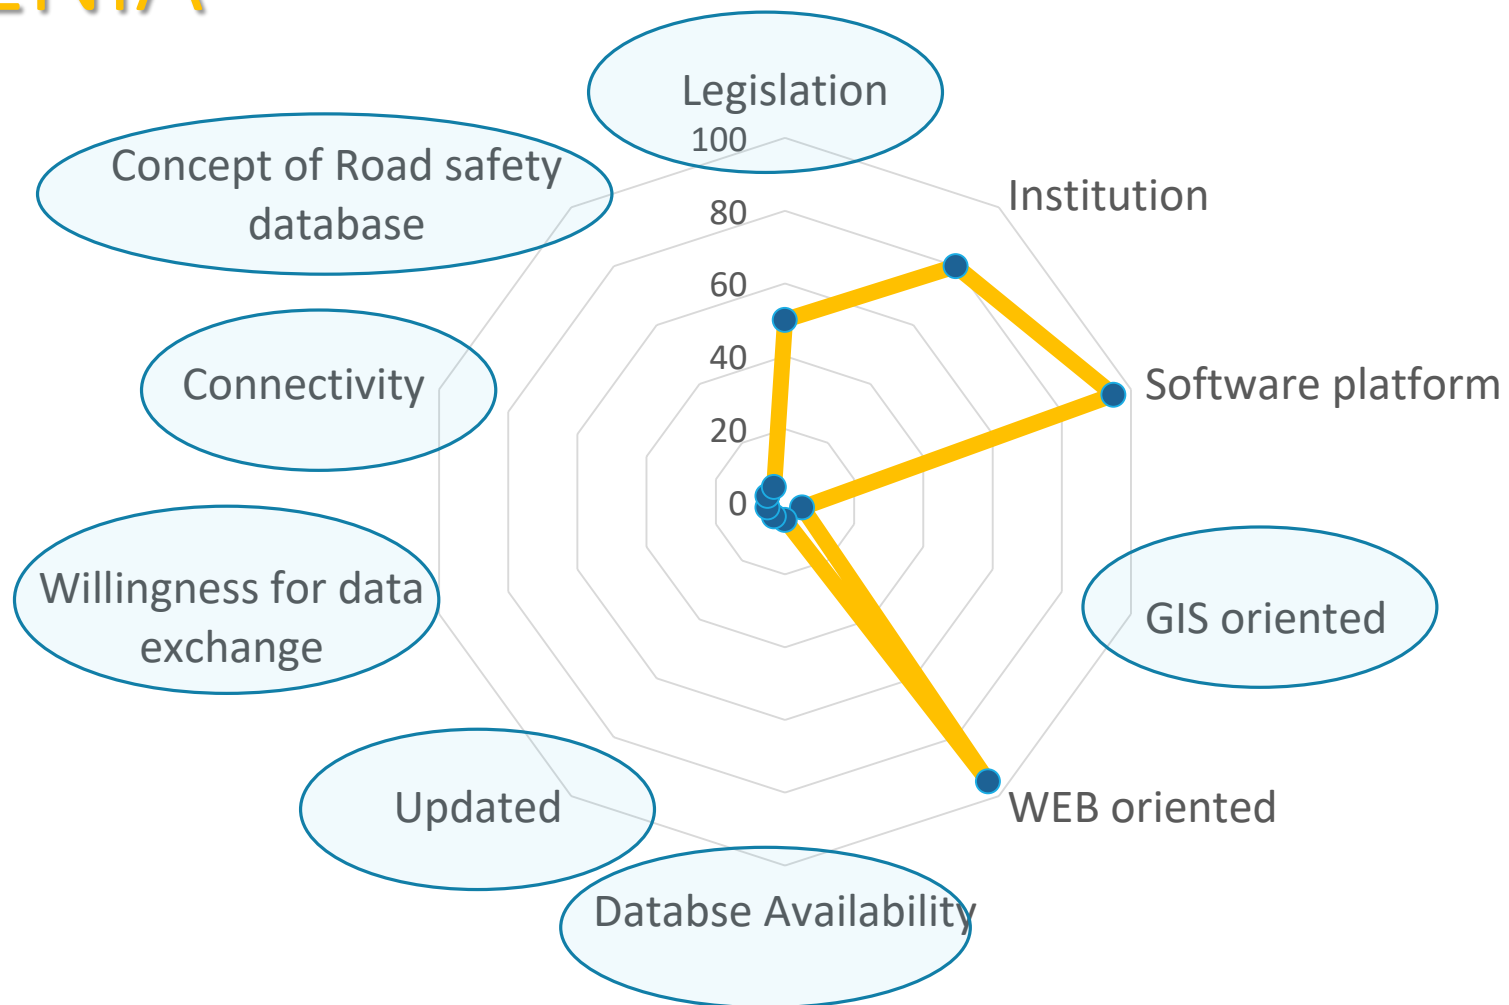 Legislation
100
Concept of Road safety
database
Institution
80
60
Connectivity
Software platform
40
20
0
Willingness for data
exchange
GIS oriented
Updated
WEB oriented
Databse Availability